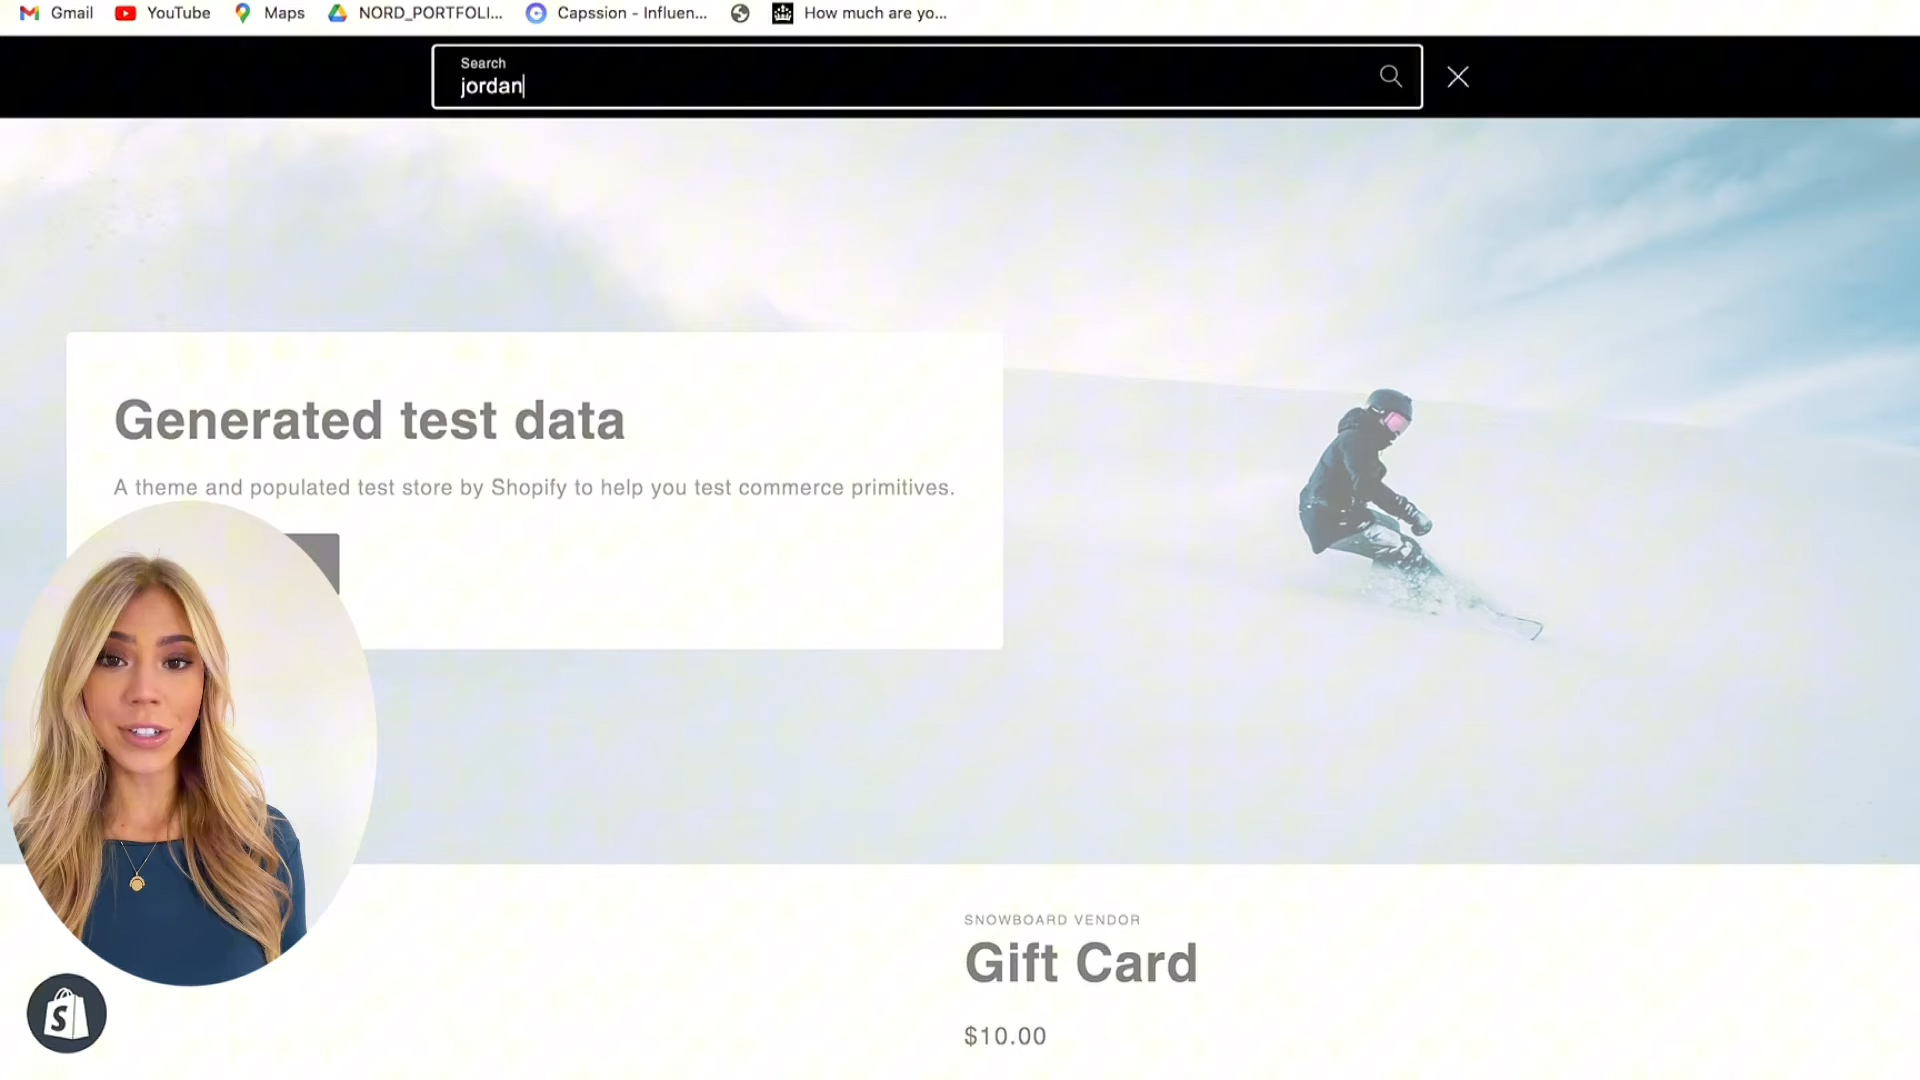 Gmail YouTube Maps NORD_PORTFOLI... Capssion - Influen... How much are yo...
Search
jordan
Generated test data
A theme and populated test store by Shopify to help you test commerce primitives.
SNOWBOARD VENDOR
Gift Card
$10.00